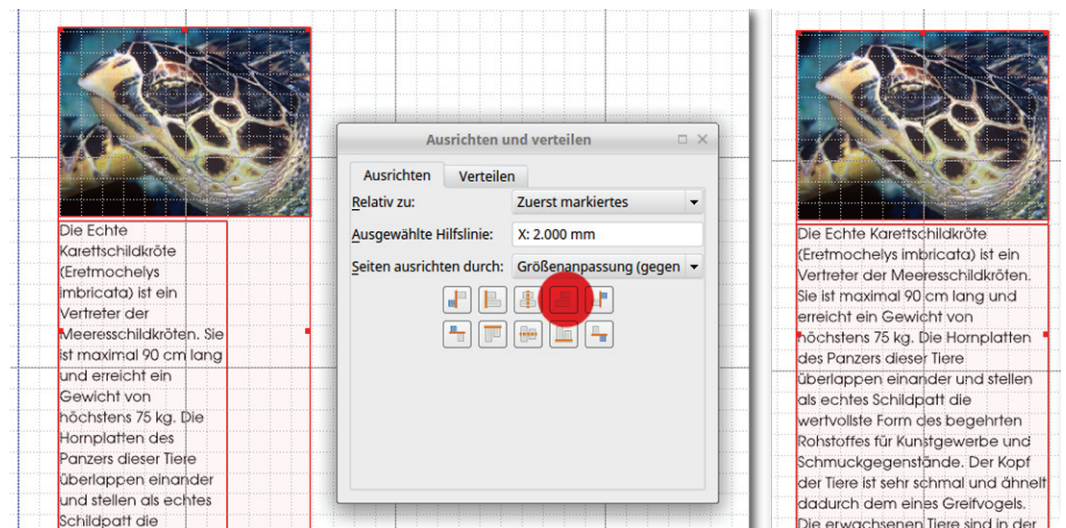 Die Echte
Karettschildkröte
(Eretmochelys
imbricata) ist ein
Vertreter der
Meeresschildkröten. Sie
ist maximal 90 cm lang
und erreicht ein
Gewicht von
höchstens 75 kg. Die
Hornplatten des
Panzers dieser Tiere
überlappen einander
und stellen als echtes
Schildpatt die
Ausrichten und verteilen
Ausrichten
Verteilen
Relativ zu:
Zuerst markiertes
Ausgewählte Hilfslinie:
X: 2.000 mm
Seiten ausrichten durch:
Größenanpassung (gegen
Die Echte Karettschildkröte
(Eretmochelys imbricata) ist ein
Vertreter der Meeresschildkröten.
Sie ist maximal 90 cm lang und
erreicht ein Gewicht von
höchstens 75 kg. Die Hornplatten
des Panzers dieser Tiere
überlappen einander und stellen
als echtes Schildpatt die
wertvollste Form des begehrten
Rohstoffes für Kunstgewerbe und
Schmuckgegenstände. Der Kopf
der Tiere ist sehr schmal und ähnelt
dadurch dem eines Greifvogels.
Die erwachsenen Tiere sind in der